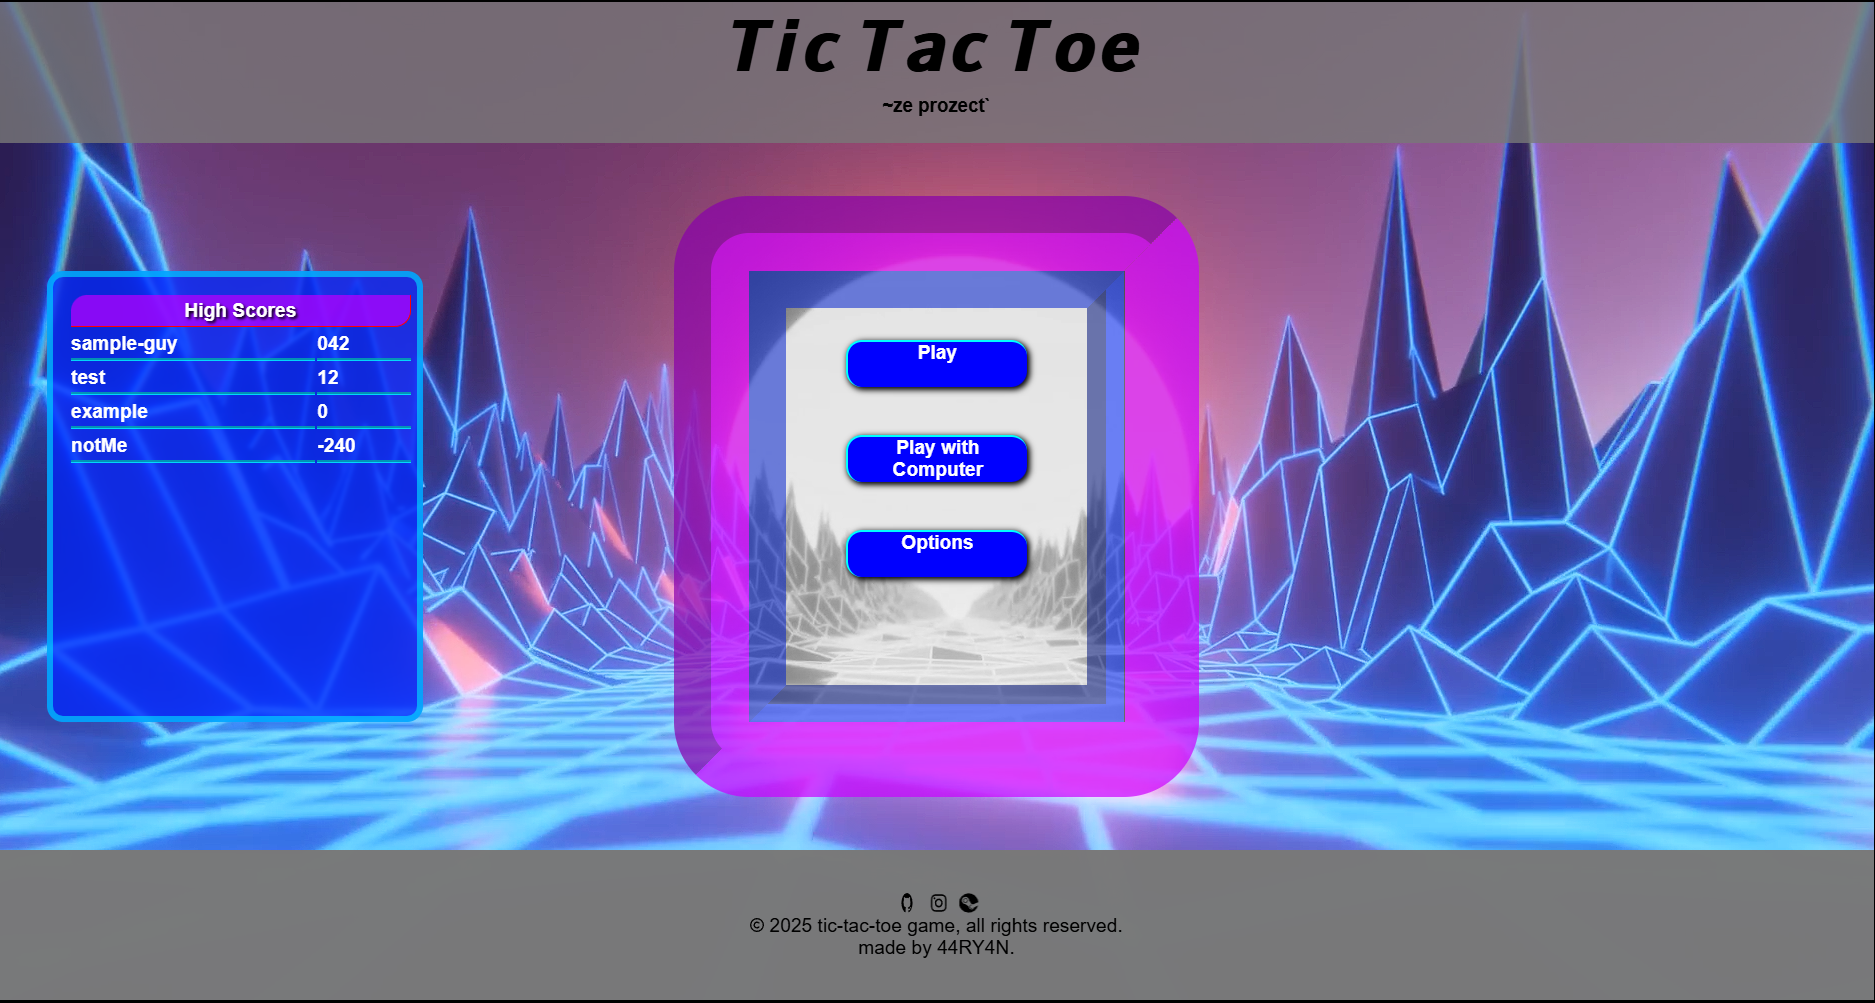 Tic Tac Toe
~ze prozect`
High Scores
sample-guy 042
test 12
example 0
notMe -240
Play
Play with
Computer
Options
© 2025 tic-tac-toe game, all rights reserved.
made by 44RY4N.